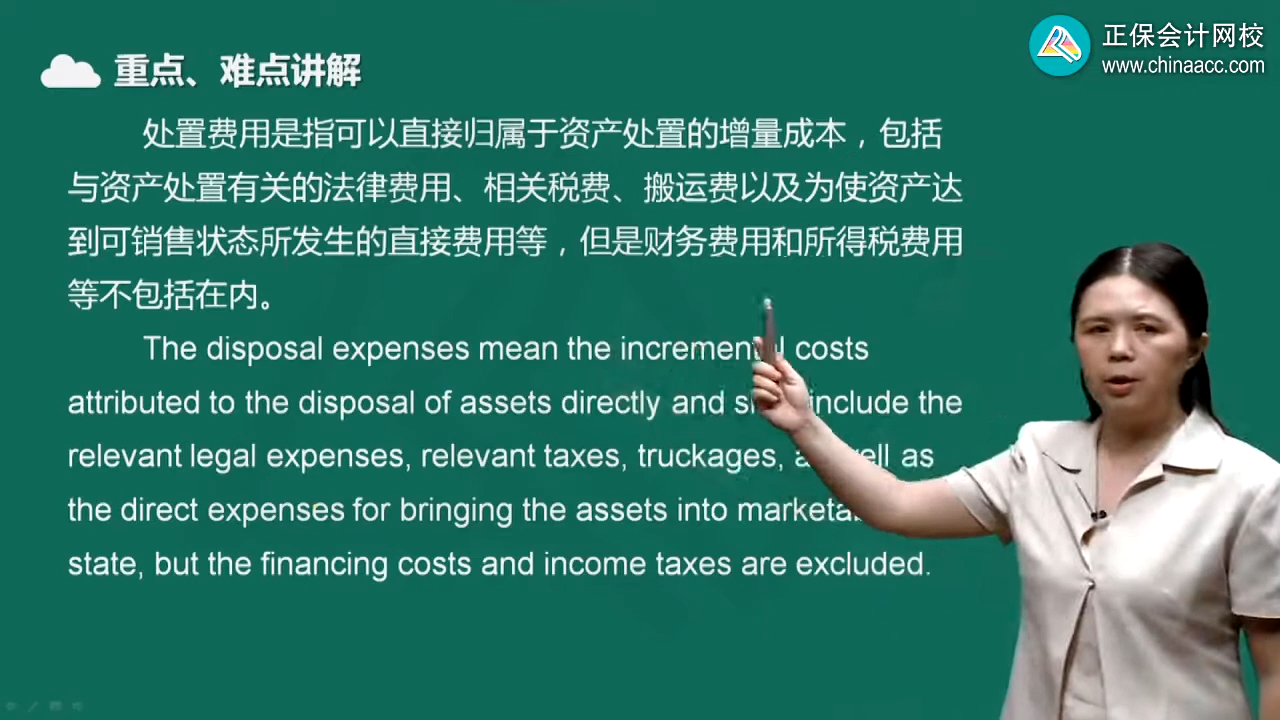 正保会计网校
www.chinaacc.com
重点、难点讲解
处置费用是指可以直接归属于资产处置的增量成本，包括
与资产处置有关的法律费用、相关税费、搬运费以及为使资产达
到可销售状态所发生的直接费用等，但是财务费用和所得税费用
等不包括在内。
The disposal expenses mean the incremental costs
attributed to the disposal of assets directly and include the
relevant legal expenses, relevant taxes, truckages, as
the direct expenses for bringing the assets into
state, but the financing costs and income taxes are excluded.